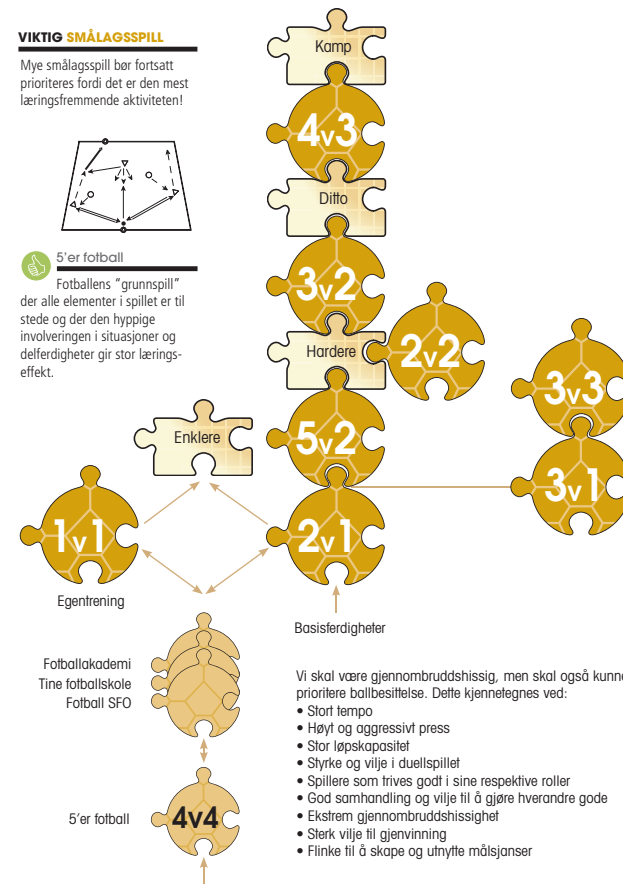 VIKTIG SMÅLAGSSPILL
Mye smålagsspill bør fortsatt
prioriteres fordi det er den mest
læringsfremmende aktiviteten!
5'er fotball
Fotballens "grunnspill"
der alle elementer i spillet er til
stede og der den hyppige
involveringen i situasjoner og
delferdigheter gir stor lærings-
effekt.
Kamp
4v3
Ditto
3v2
Hardere
2v2
3v3
Enklere
5v2
3v1
1v1
2v1
Egentrening
Basisferdigheter
Fotballakademi
Tine fotballskole
Fotball SFO
5'er fotball
4v4
Vi skal være gjennombruddshissig, men skal også kunne
prioritere ballbesittelse. Dette kjennetegnes ved:
• Stort tempo
• Høyt og aggressivt press
• Stor løpskapasitet
• Styrke og vilje i duellspillet
• Spillere som trives godt i sine respektive roller
• God samhandling og vilje til å gjøre hverandre gode
• Ekstrem gjennombruddshissighet
• Sterk vilje til gjenvinning
• Flinke til å skape og utnytte målsjanser